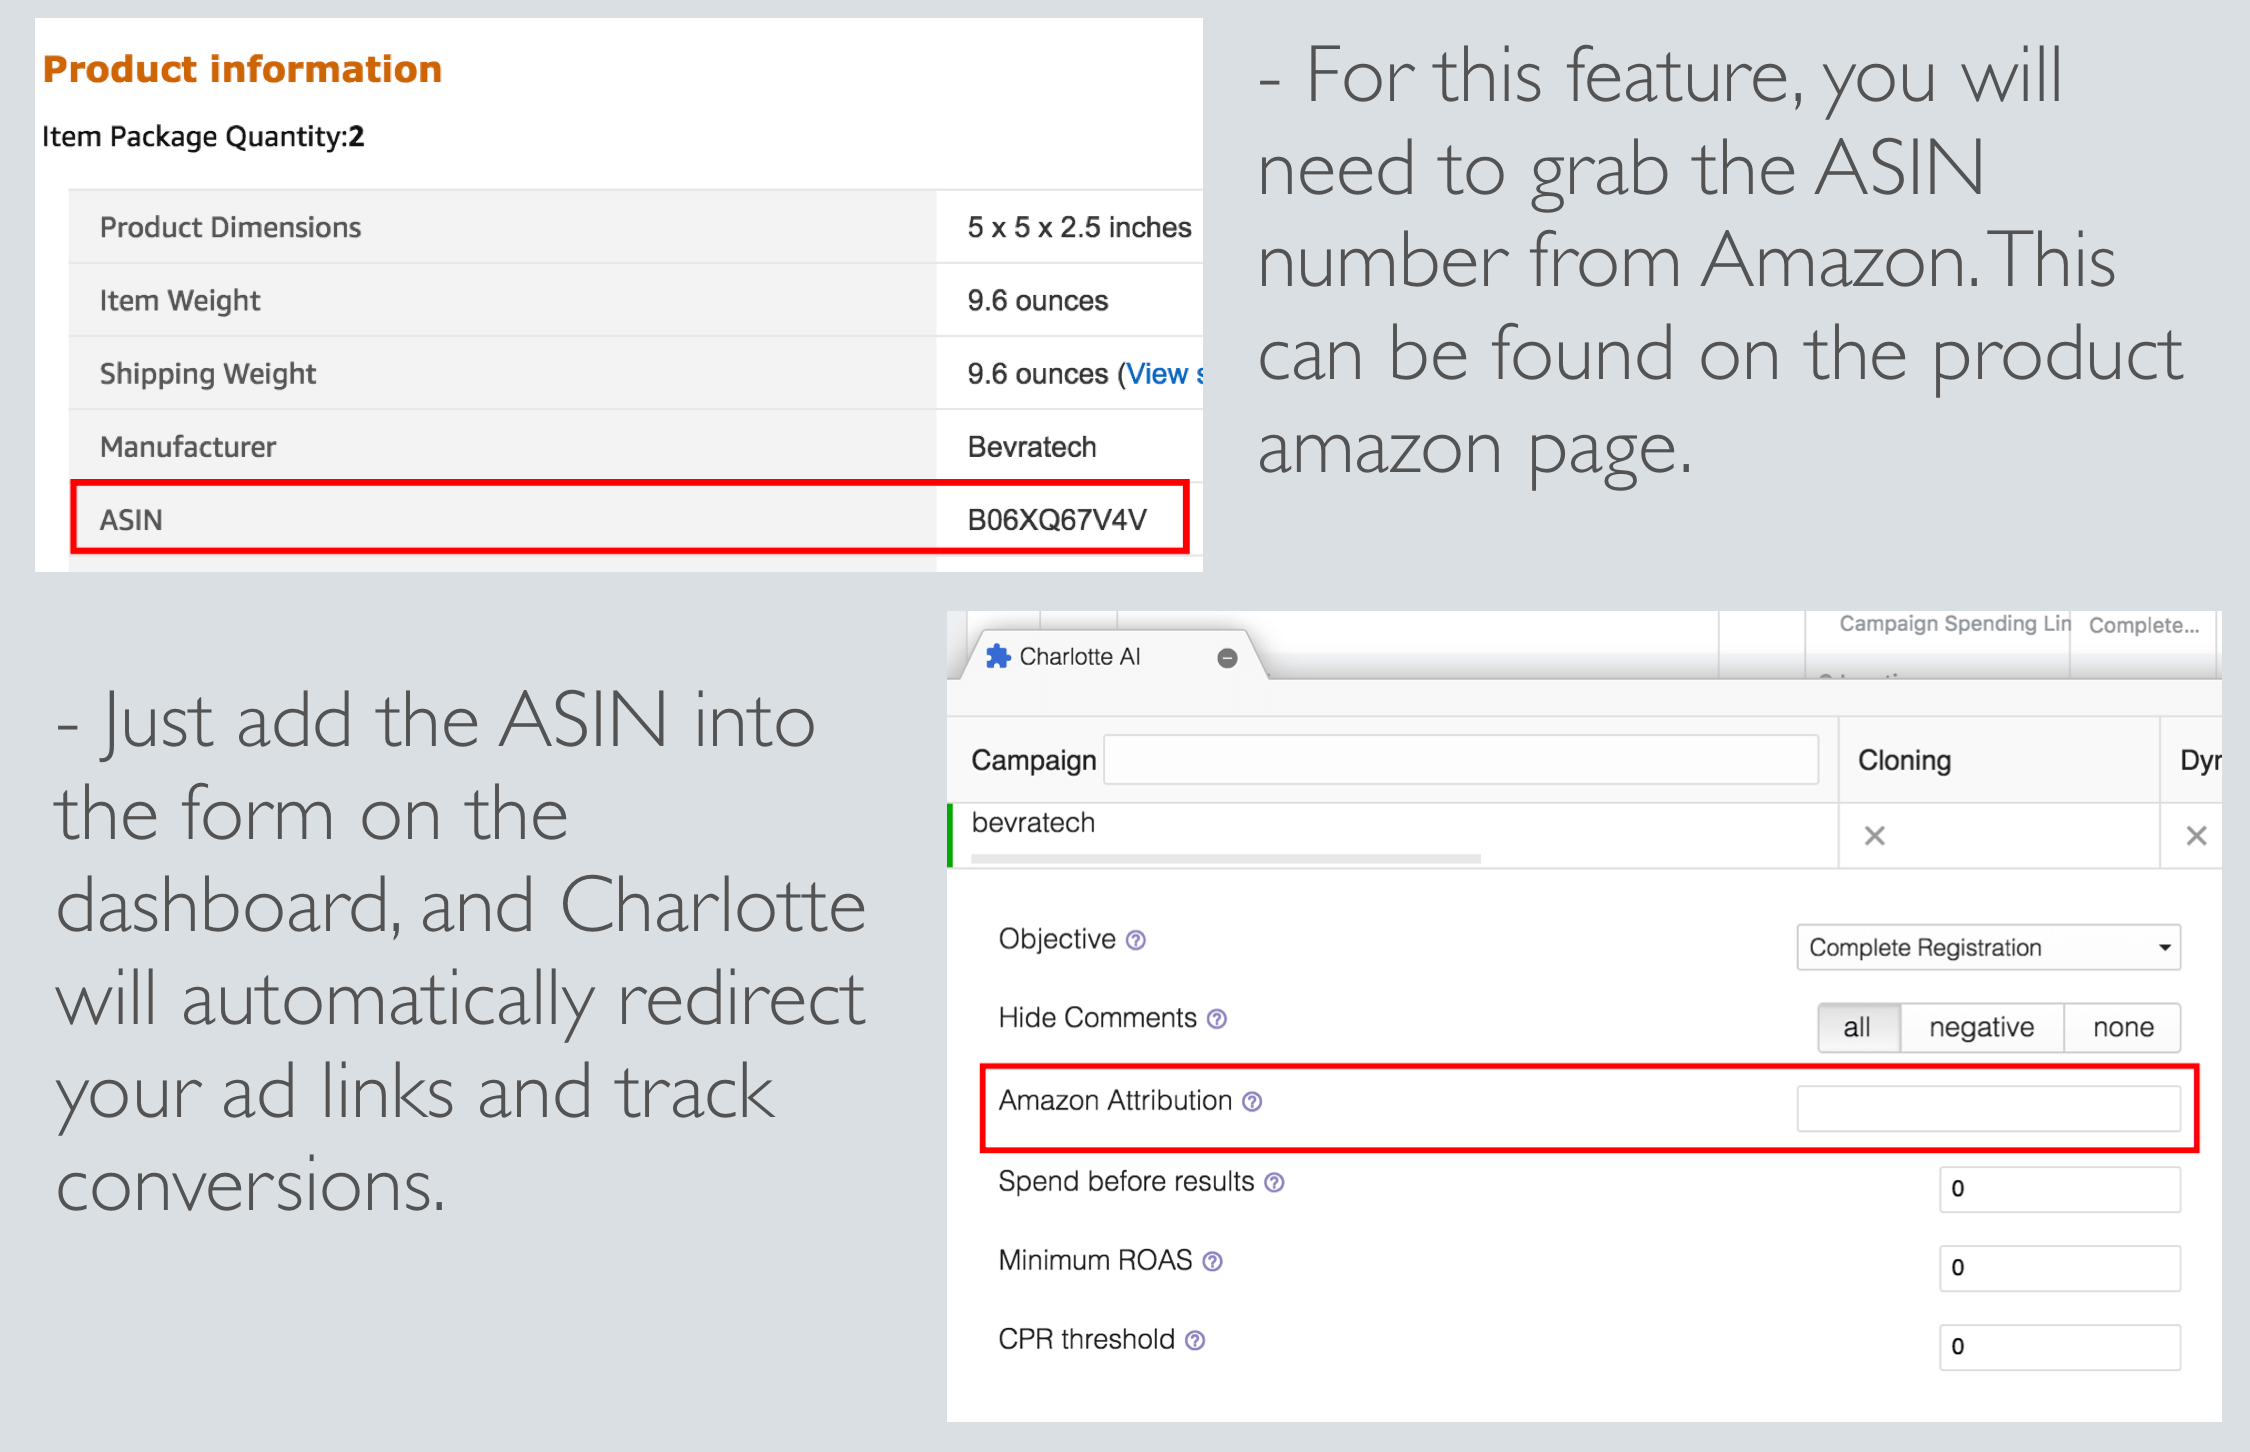 Product information
Item Package Quantity:2
Product Dimensions 5 x 5 x 2.5 inches
Item Weight 9.6 ounces
Shipping Weight 9.6 ounces (View
Manufacturer Bevratech
ASIN B06XQ67V4V
- For this feature, you will
need to grab the ASIN
number from Amazon. This
can be found on the product
amazon page.
- Just add the ASIN into
the form on the
dashboard, and Charlotte
will automatically redirect
your ad links and track
conversions.
Campaign Spending Lin Complete...
Charlotte AI
Campaign Cloning Dyr
bevratech
Objective Complete Registration
Hide Comments all negative none
Amazon Attribution
Spend before results 0
Minimum ROAS 0
CPR threshold 0